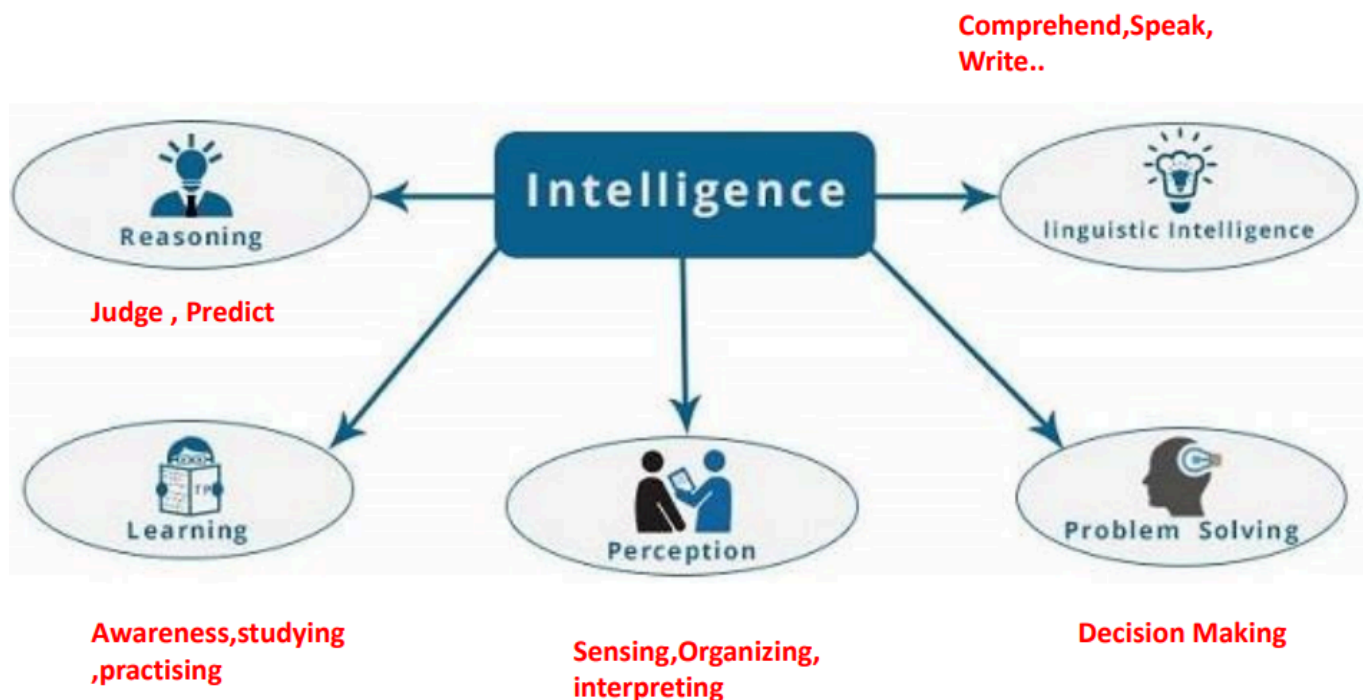 Comprehend,Speak,
Write..
Intelligence
Reasoning
linguistic Intelligence
Judge , Predict
TP
Learning
Perception
Problem Solving
Awareness,studying
,practising
Sensing,Organizing,
interpreting
Decision Making